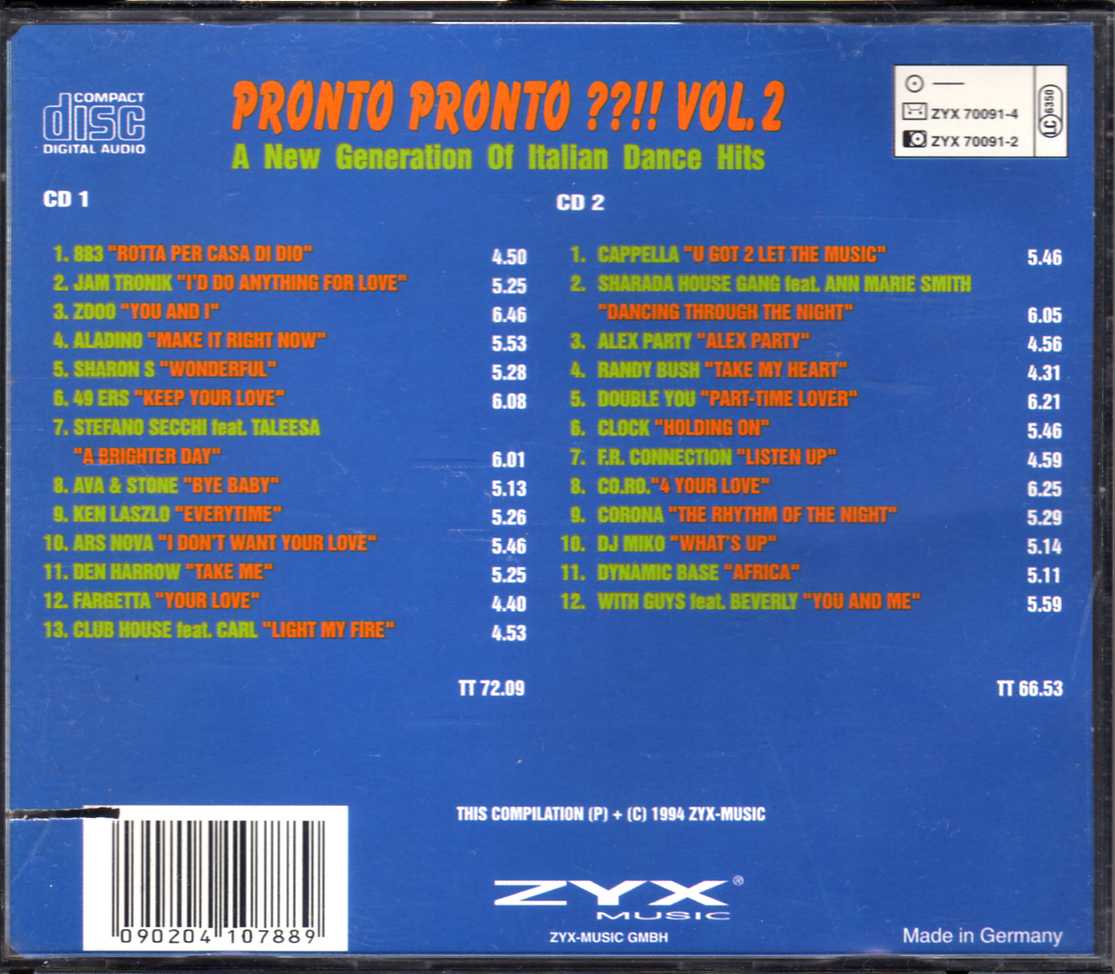 COMPACT
disc
DIGITAL AUDIO
PRONTO PRONTO ??!! VOL. 2
A New Generation Of Italian Dance Hits
ZYX 70091-4
ZYX 70091-2
LC 6350
CD 1
1. 883 "ROTTA PER CASA DI DIO" 4.50
2. JAM TRONIK "I'D DO ANYTHING FOR LOVE" 5.25
3. ZOOO "YOU AND I" 6.46
4. ALADINO "MAKE IT RIGHT NOW" 5.53
5. SHARON S "WONDERFUL" 5.28
6. 49 ERS "KEEP YOUR LOVE" 6.08
7. STEFANO SECCHI feat. TALEESA
"A BRIGHTER DAY" 6.01
8. AVA & STONE "BYE BABY" 5.13
9. KEN LASZLO "EVERYTIME" 5.26
10. ARS NOVA "I DON'T WANT YOUR LOVE" 5.46
11. DEN HARROW "TAKE ME" 5.25
12. FARGETTA "YOUR LOVE" 4.40
13. CLUB HOUSE feat. CARL "LIGHT MY FIRE" 4.53
TT 72.09
CD 2
1. CAPPELLA "U GOT 2 LET THE MUSIC" 5.46
2. SHARADA HOUSE GANG feat. ANN MARIE SMITH
"DANCING THROUGH THE NIGHT" 6.05
3. ALEX PARTY "ALEX PARTY" 4.56
4. RANDY BUSH "TAKE MY HEART" 4.31
5. DOUBLE YOU "PART-TIME LOVER" 6.21
6. CLOCK "HOLDING ON" 5.46
7. F.R. CONNECTION "LISTEN UP" 4.59
8. CO.RO. "4 YOUR LOVE" 6.25
9. CORONA "THE RHYTHM OF THE NIGHT" 5.29
10. DJ MIKO "WHAT'S UP" 5.14
11. DYNAMIC BASE "AFRICA" 5.11
12. WITH GUYS feat. BEVERLY "YOU AND ME" 5.59
TT 66.53
THIS COMPILATION (P) + (C) 1994 ZYX-MUSIC
ZYX®
MUSIC
ZYX-MUSIC GMBH
090204 107889
Made in Germany